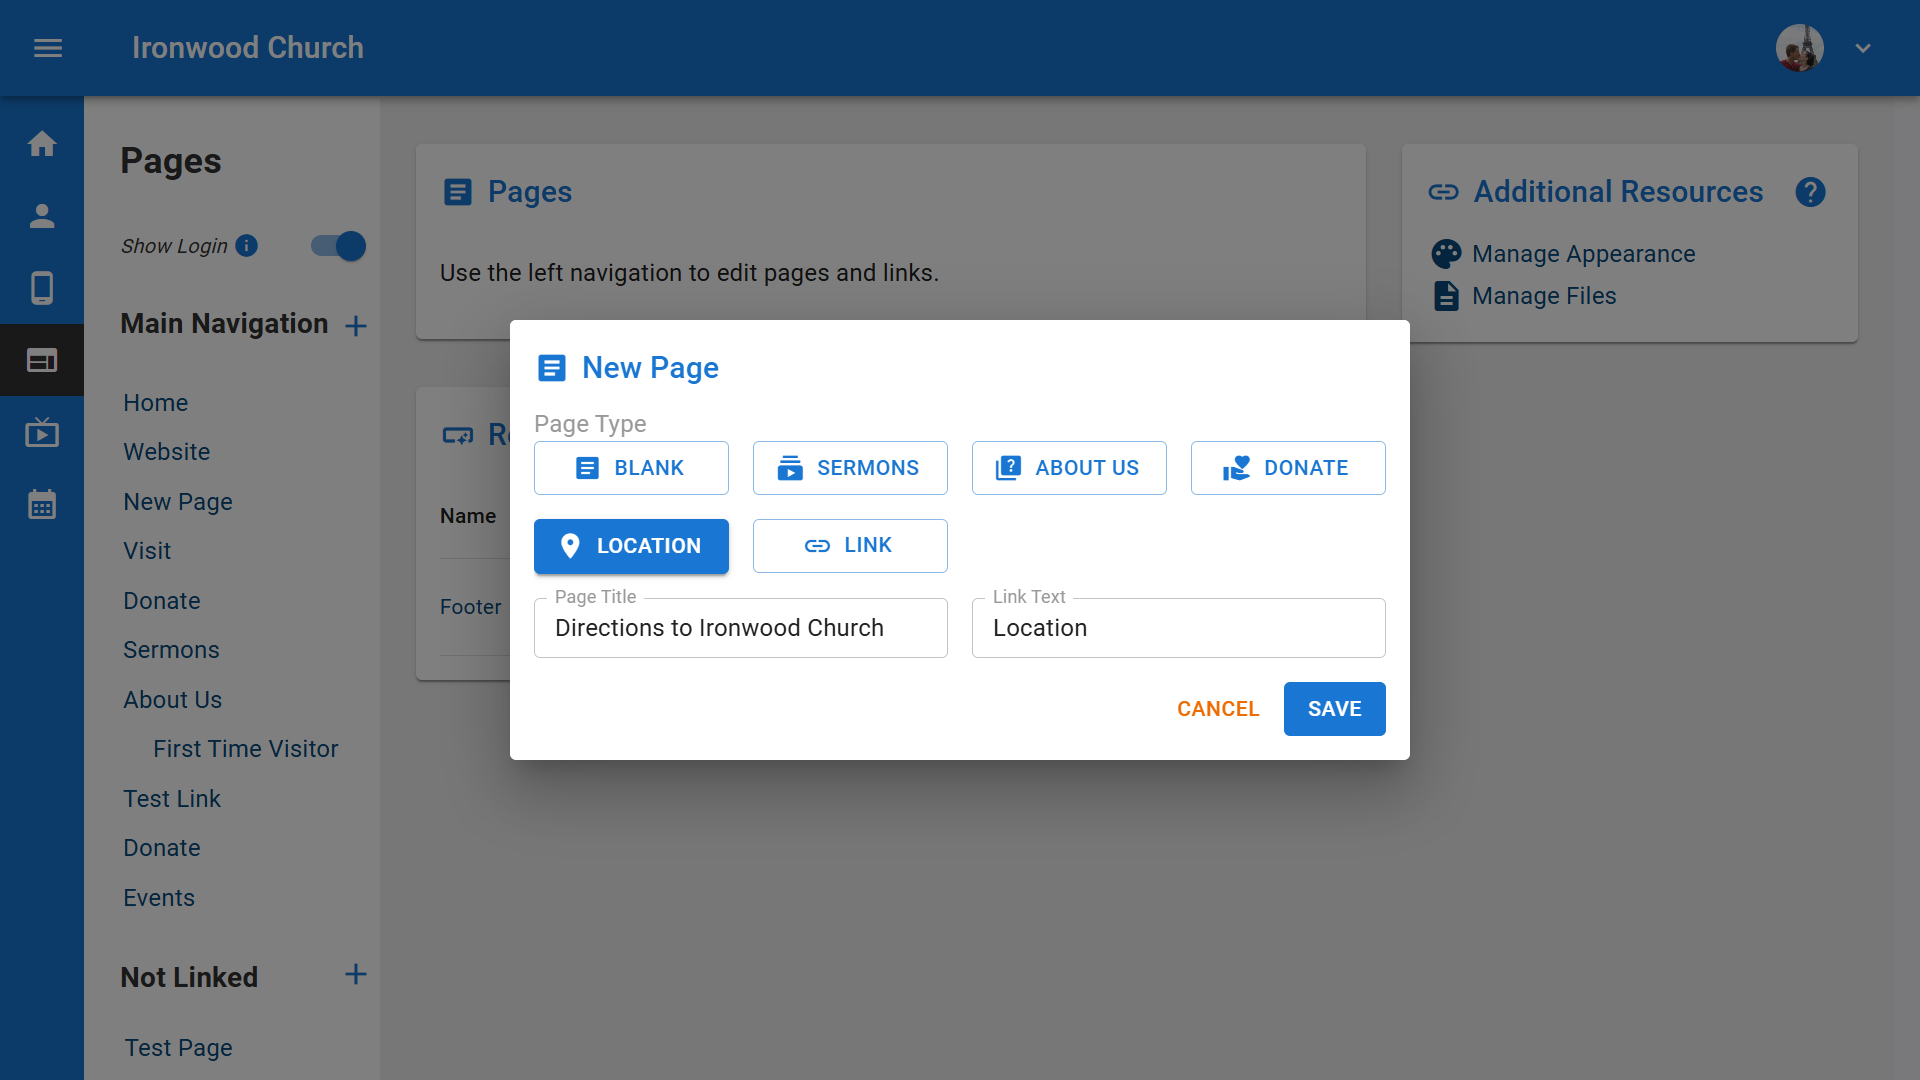 Ironwood Church
Pages
Show Login
Main Navigation
Home
Website
New Page
Visit
Donate
Sermons
About Us
First Time Visitor
Test Link
Donate
Events
Not Linked
Test Page
Pages
Use the left navigation to edit pages and links.
Additional Resources
Manage Appearance
Manage Files
Name
Footer
New Page
Page Type
BLANK
SERMONS
ABOUT US
DONATE
LOCATION
LINK
Page Title
Directions to Ironwood Church
Link Text
Location
CANCEL
SAVE